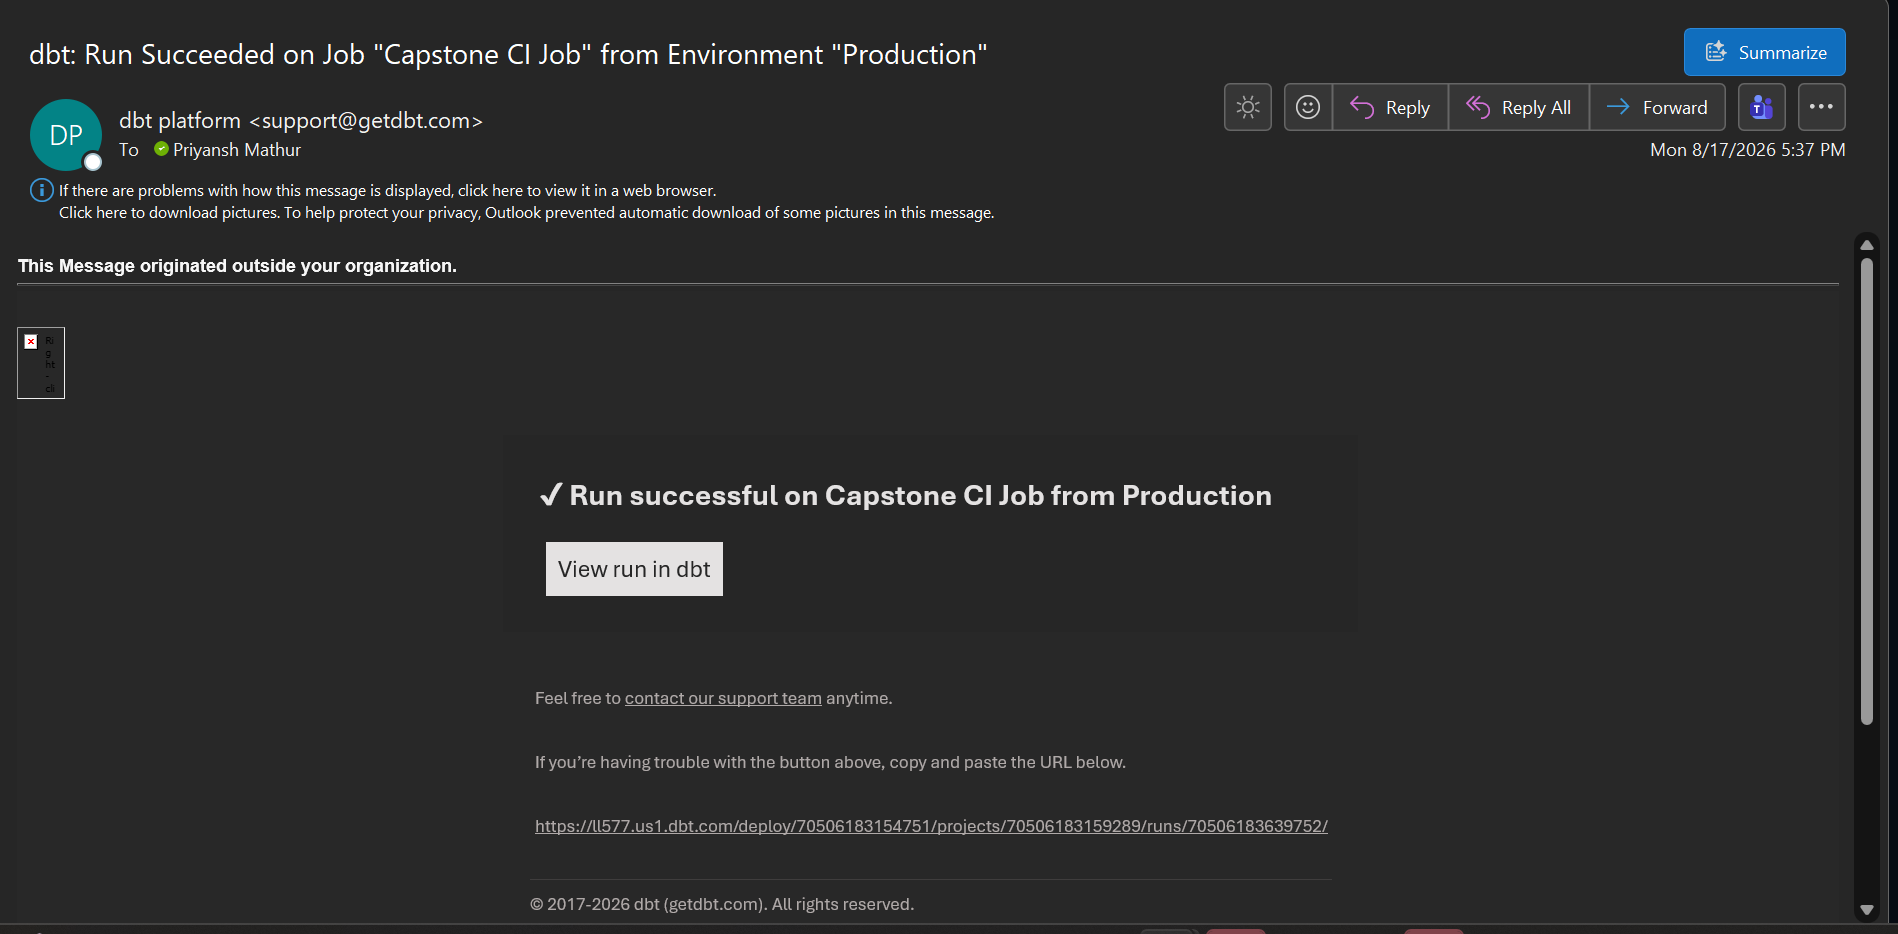 dbt: Run Succeeded on Job "Capstone CI Job" from Environment "Production"
Summarize
DP
dbt platform <support@getdbt.com>
To Priyansh Mathur
Reply
Reply All
Forward
T
Mon 8/17/2026 5:37 PM
If there are problems with how this message is displayed, click here to view it in a web browser.
Click here to download pictures. To help protect your privacy, Outlook prevented automatic download of some pictures in this message.
This Message originated outside your organization.
Ri
g
ht
-
cli
✓ Run successful on Capstone CI Job from Production
View run in dbt
Feel free to contact our support team anytime.
If you’re having trouble with the button above, copy and paste the URL below.
https://ll577.us1.dbt.com/deploy/70506183154751/projects/70506183159289/runs/70506183639752/
© 2017-2026 dbt (getdbt.com). All rights reserved.